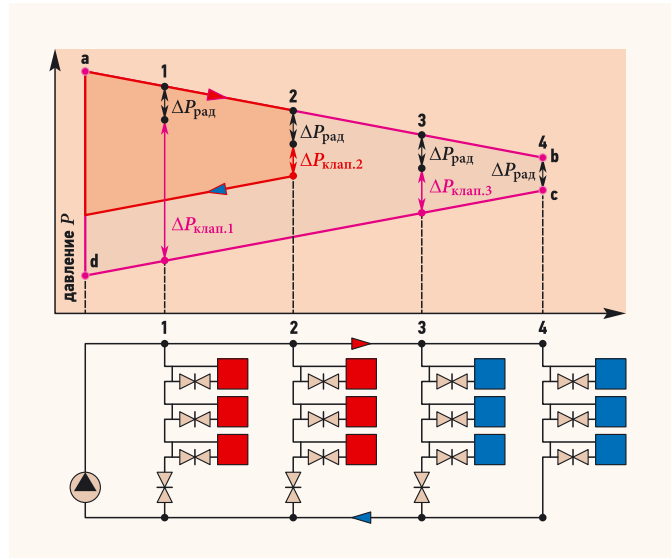 a
1
ΔPрад
2
ΔPрад
ΔPклап.2
3
ΔPрад
4
b
ΔPрад
c
ΔPклап.1
ΔPклап.3
d
давление P
1 2 3 4